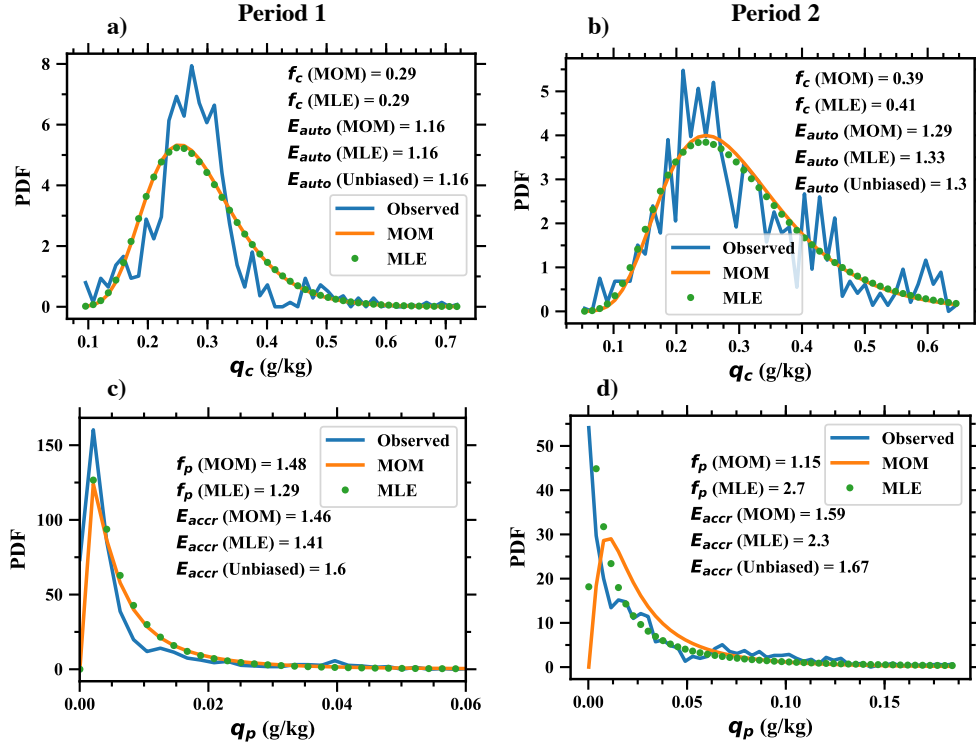 Period 1
Period 2
a)
f_c (MOM) = 0.29
f_c (MLE) = 0.29
E_auto (MOM) = 1.16
E_auto (MLE) = 1.16
E_auto (Unbiased) = 1.16
Observed
MOM
MLE
PDF
8
6
4
2
0
0.1 0.2 0.3 0.4 0.5 0.6 0.7
q_c (g/kg)
b)
f_c (MOM) = 0.39
f_c (MLE) = 0.41
E_auto (MOM) = 1.29
E_auto (MLE) = 1.33
E_auto (Unbiased) = 1.3
Observed
MOM
MLE
PDF
5
4
3
2
1
0
0.1 0.2 0.3 0.4 0.5 0.6
q_c (g/kg)
c)
Observed
MOM
MLE
f_p (MOM) = 1.48
f_p (MLE) = 1.29
E_accr (MOM) = 1.46
E_accr (MLE) = 1.41
E_accr (Unbiased) = 1.6
PDF
150
125
100
75
50
25
0
0.00 0.02 0.04 0.06
q_p (g/kg)
d)
Observed
MOM
MLE
f_p (MOM) = 1.15
f_p (MLE) = 2.7
E_accr (MOM) = 1.59
E_accr (MLE) = 2.3
E_accr (Unbiased) = 1.67
PDF
50
40
30
20
10
0
0.00 0.05 0.10 0.15
q_p (g/kg)